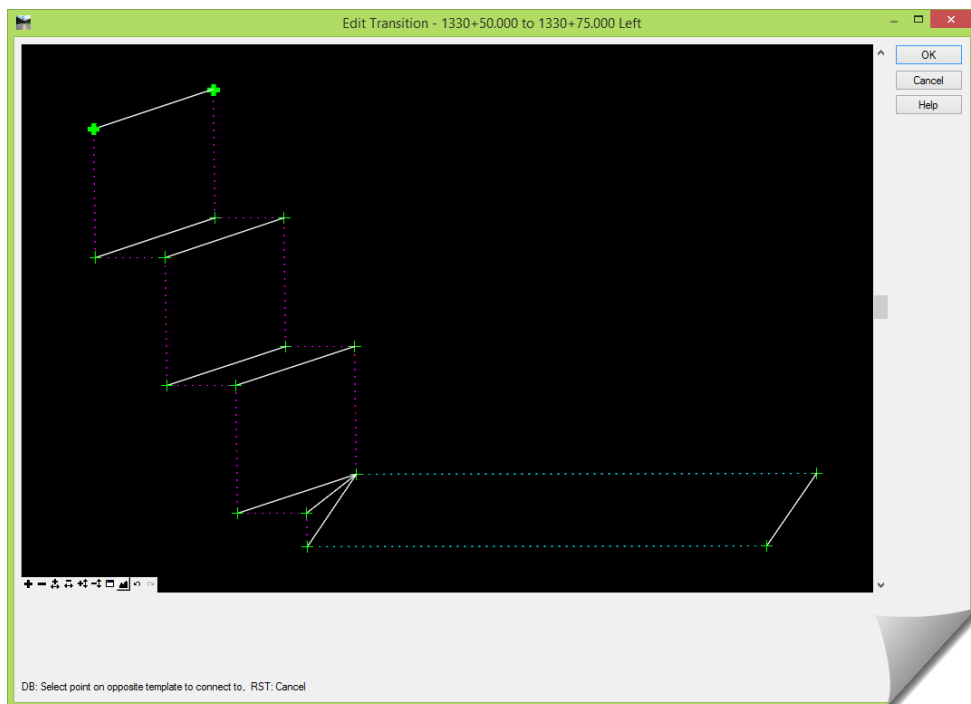 Edit Transition - 1330+50.000 to 1330+75.000 Left
OK
Cancel
Help
DB: Select point on opposite template to connect to, RST: Cancel